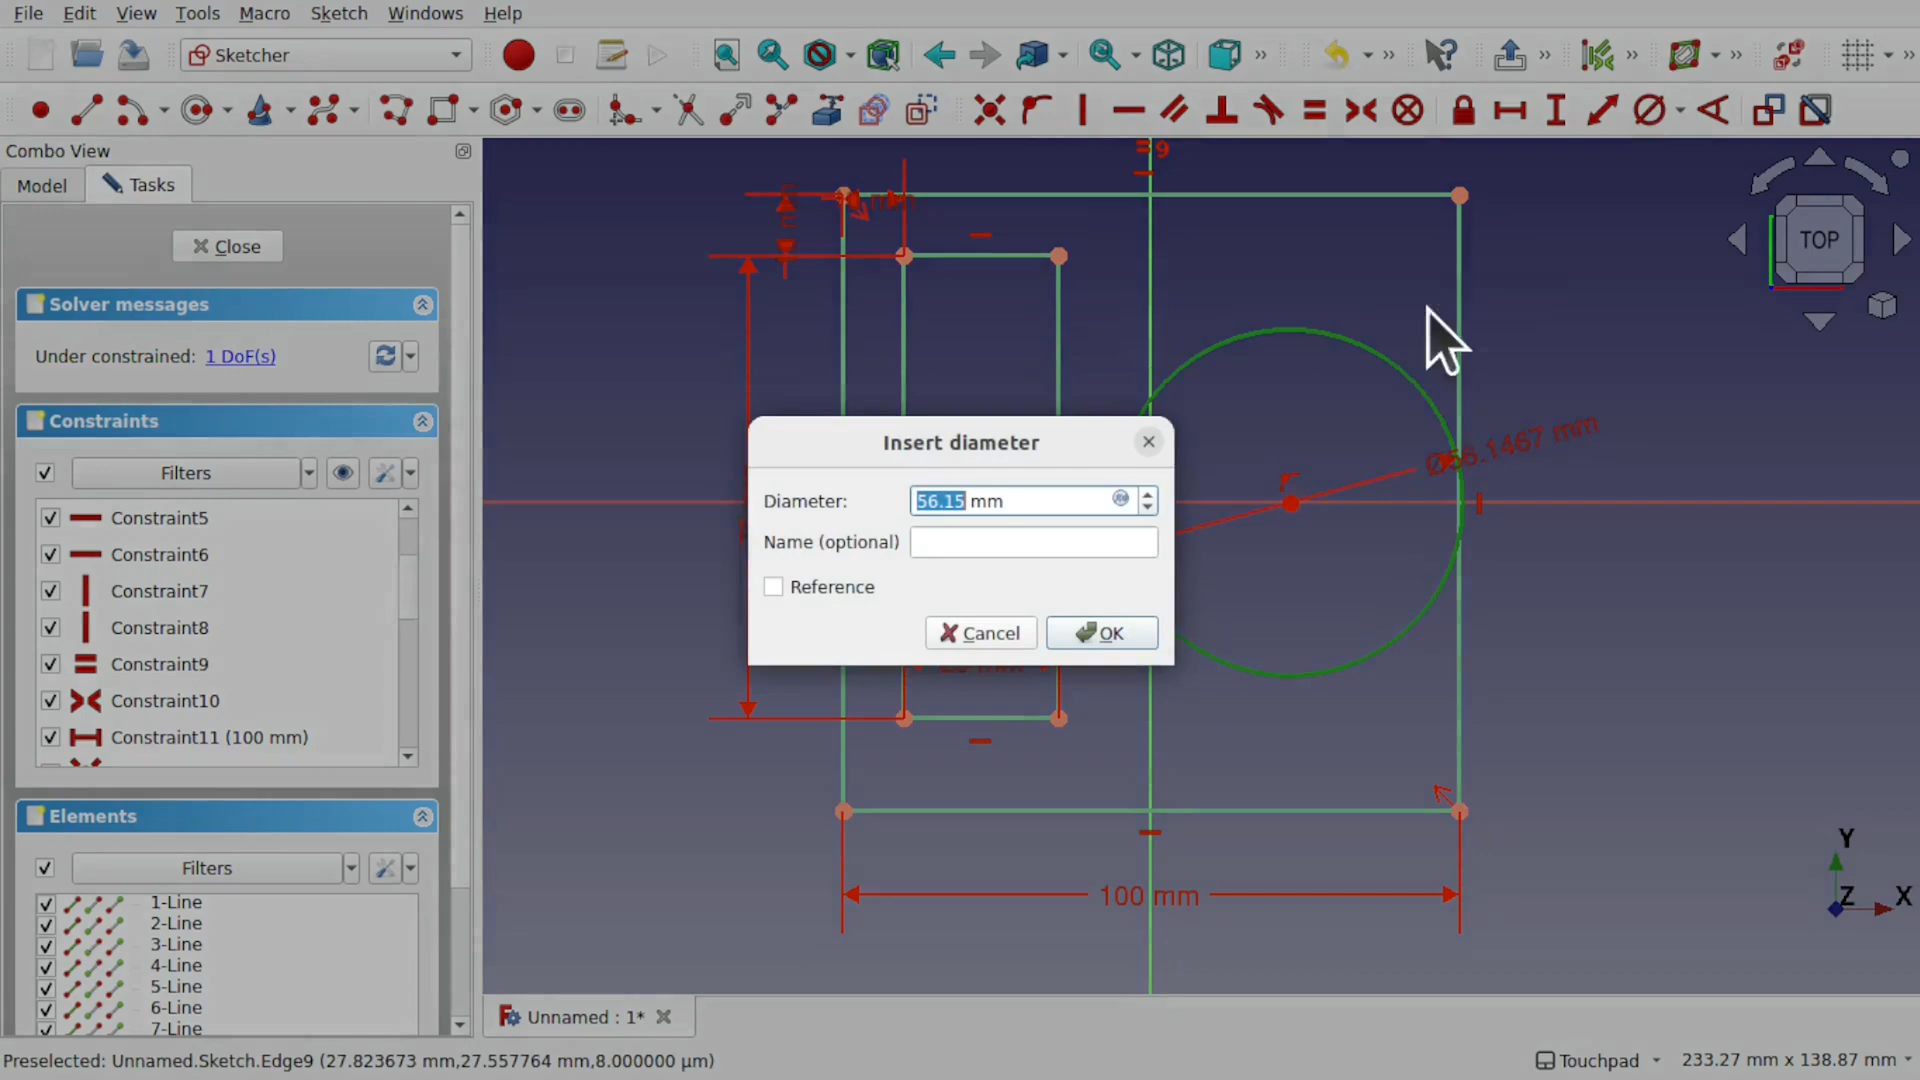 File Edit View Tools Macro Sketch Windows Help
Sketcher
Combo View
Model Tasks
Close
Solver messages
Under constrained: 1 DoF(s)
Constraints
Filters
Constraint5
Constraint6
Constraint7
Constraint8
Constraint9
Constraint10
Constraint11 (100 mm)
Elements
Filters
1-Line
2-Line
3-Line
4-Line
5-Line
6-Line
7-Line
9
TOP
Ø56.1467 mm
Insert diameter
Diameter: 56.15 mm
Name (optional)
Reference
Cancel OK
100 mm
Y
Z X
Unnamed : 1*
Preselected: Unnamed.Sketch.Edge9 (27.823673 mm,27.557764 mm,8.000000 µm)
Touchpad 233.27 mm x 138.87 mm